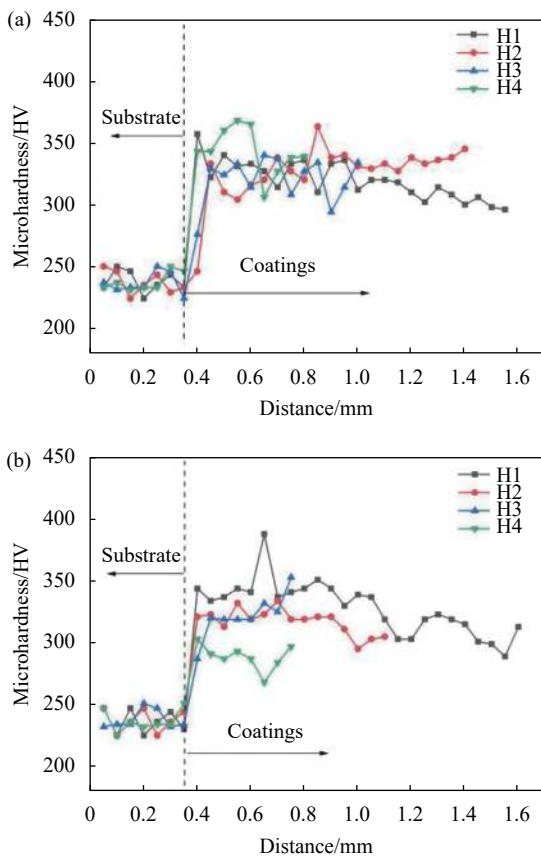 (a)
450
400
350
300
250
200
Microhardness/HV
H1
H2
H3
H4
Substrate
Coatings
0 0.2 0.4 0.6 0.8 1.0 1.2 1.4 1.6
Distance/mm
(b)
450
400
350
300
250
200
Microhardness/HV
H1
H2
H3
H4
Substrate
Coatings
0 0.2 0.4 0.6 0.8 1.0 1.2 1.4 1.6
Distance/mm